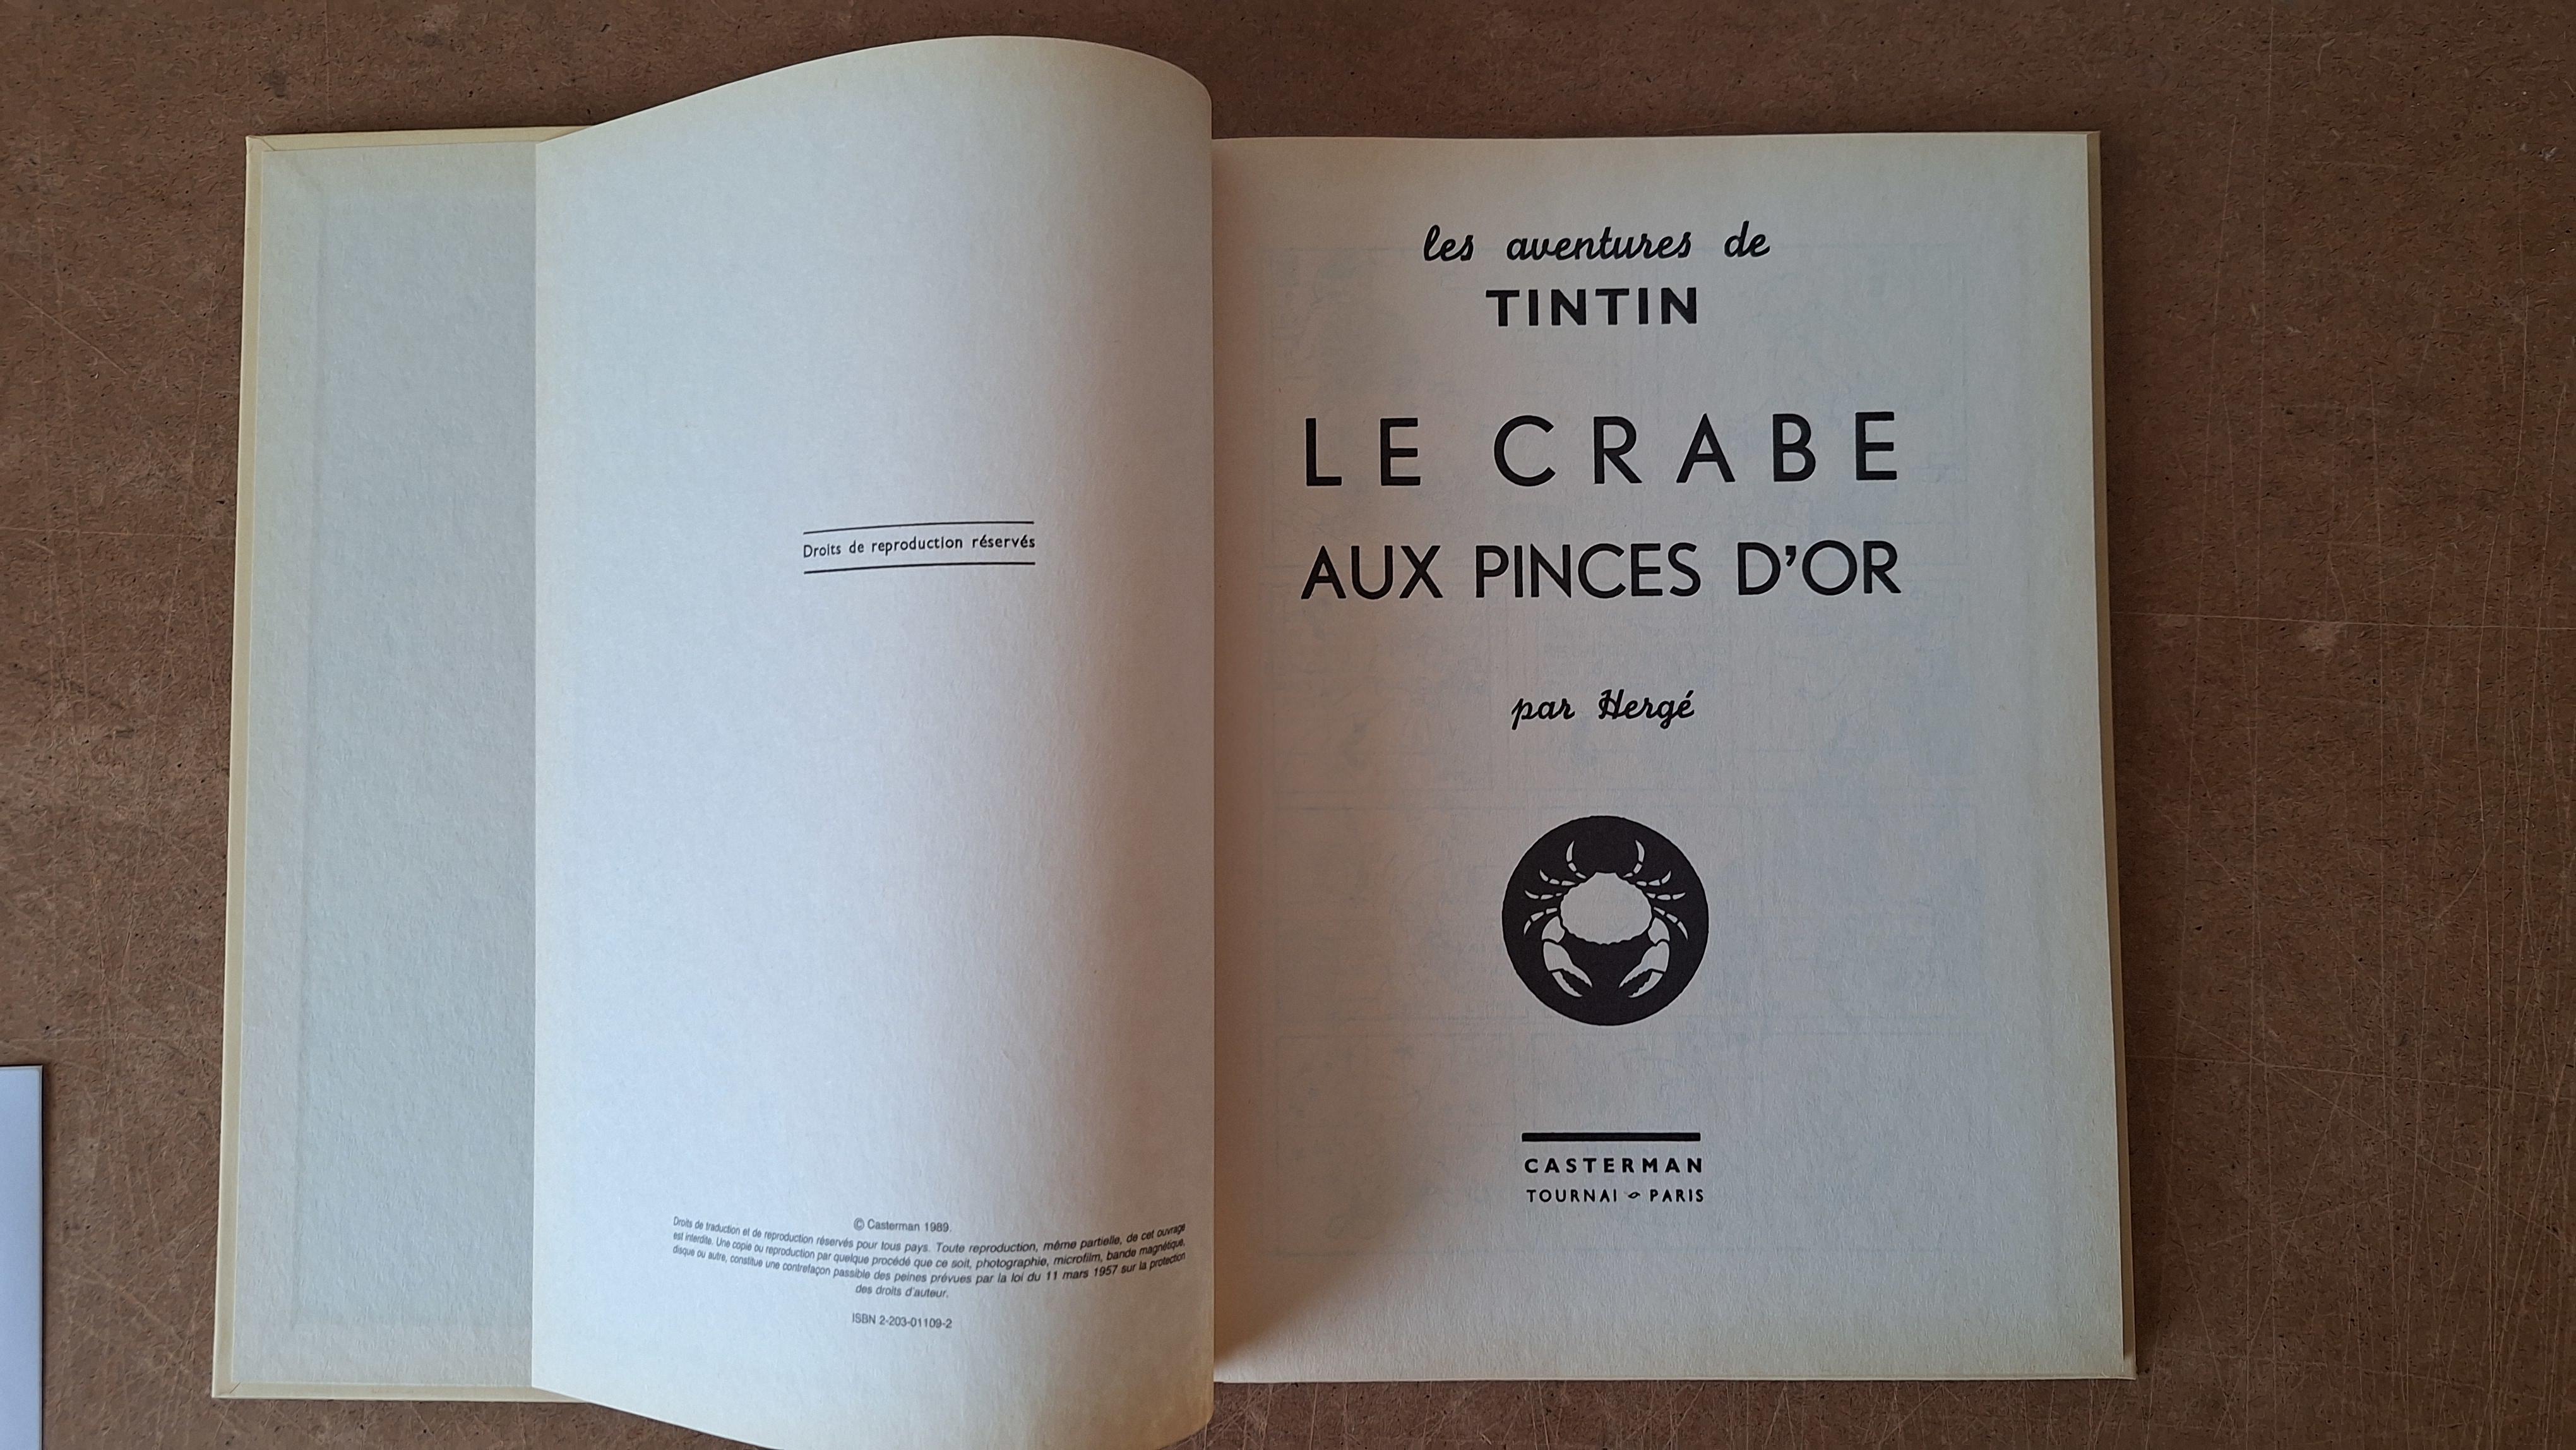 Droits de reproduction réservés
© Casterman 1989.
Droits de traduction et de reproduction réservés pour tous pays. Toute reproduction, même partielle, de cet ouvrage
est interdite. Une copie ou reproduction par quelque procédé que ce soit, photographie, microfilm, bande magnétique,
disque ou autre, constitue une contrefaçon passible des peines prévues par la loi du 11 mars 1957 sur la protection
des droits d'auteur.
ISBN 2-203-01109-2
les aventures de
TINTIN
LE CRABE
AUX PINCES D'OR
par Hergé
CASTERMAN
TOURNAI PARIS